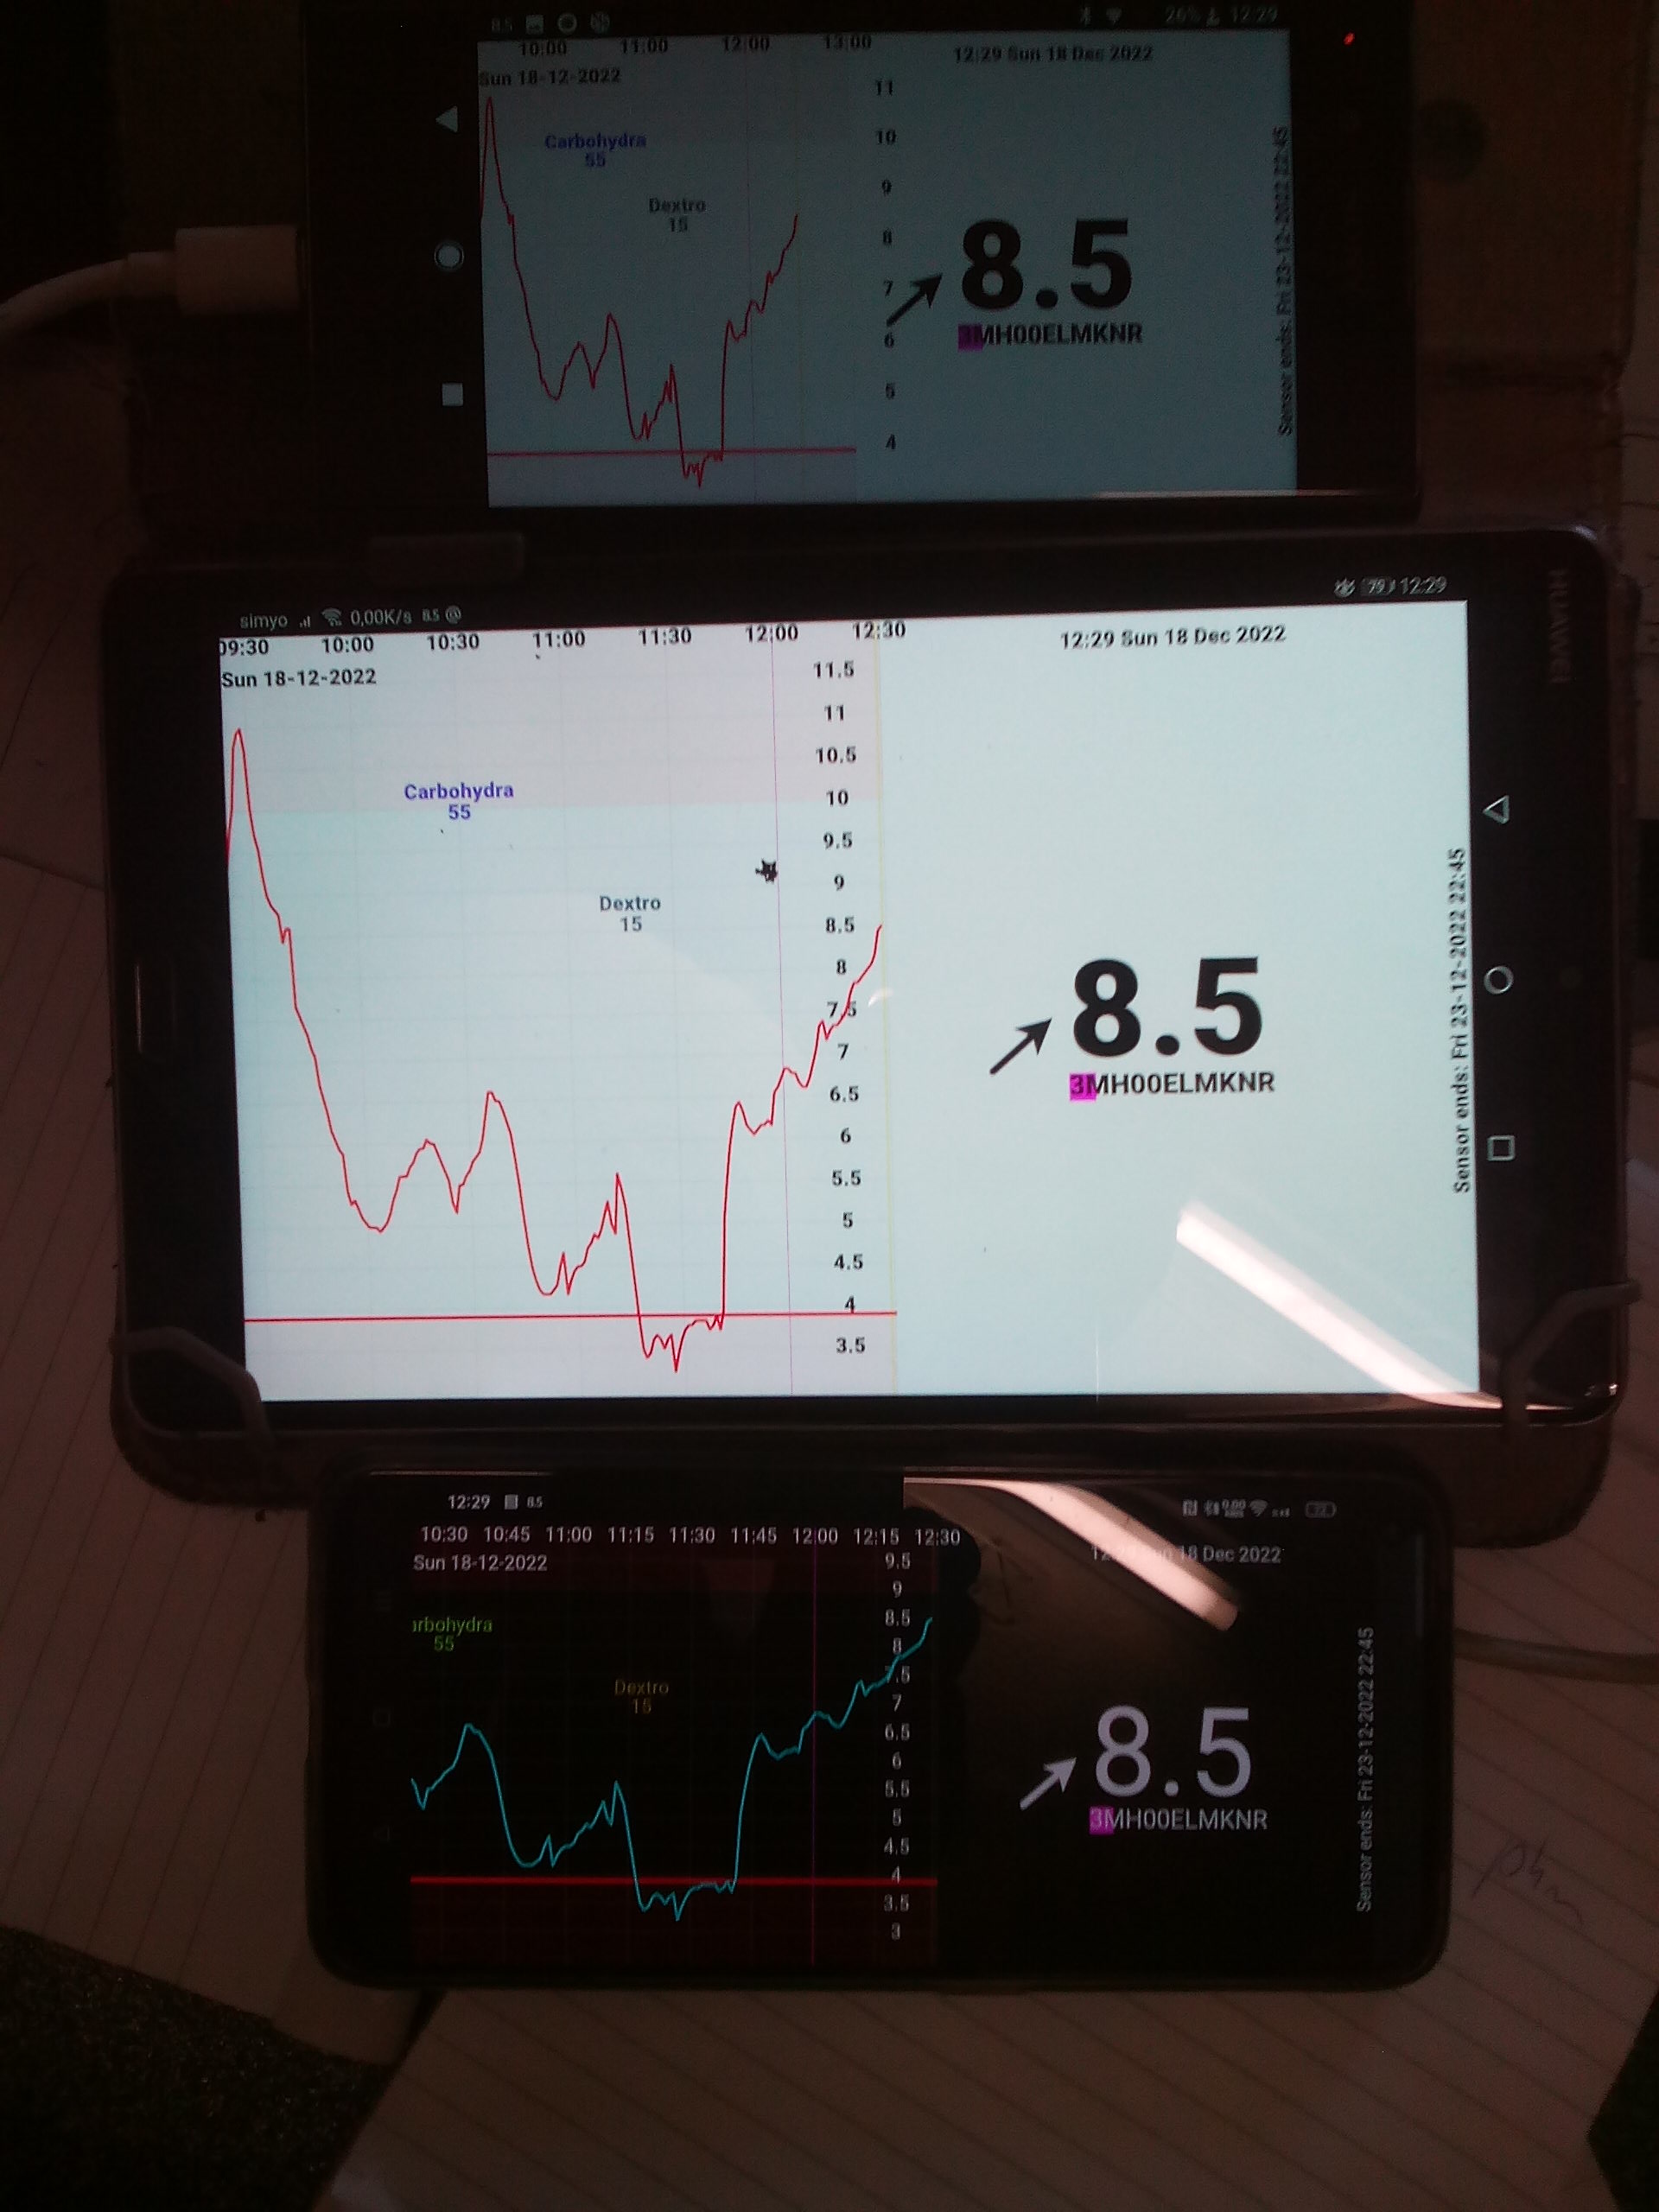 8.5 26% 12:29
10:00 11:00 12:00 13:00
12:29 Sun 18 Dec 2022
Sun 18-12-2022
11
Carbohydra
55
10
Dextro
15
9
8
7
6
5
4
8.5
3MH00ELMKNR
Sensor ends: Fri 23-12-2022 22:45
HUAWEI
simyo 0,00K/s 8.5 79 12:29
09:30 10:00 10:30 11:00 11:30 12:00 12:30
12:29 Sun 18 Dec 2022
Sun 18-12-2022
11.5
11
10.5
Carbohydra
55
10
9.5
9
Dextro
15
8.5
8
7.5
7
6.5
6
5.5
5
4.5
4
3.5
8.5
3MH00ELMKNR
Sensor ends: Fri 23-12-2022 22:45
12:29 8.5
10:30 10:45 11:00 11:15 11:30 11:45 12:00 12:15 12:30
18 Dec 2022
Sun 18-12-2022
9.5
9
arbohydra
55
8.5
8
Dextro
15
7.5
7
6.5
6
5.5
5
4.5
4
3.5
3
8.5
3MH00ELMKNR
Sensor ends: Fri 23-12-2022 22:45